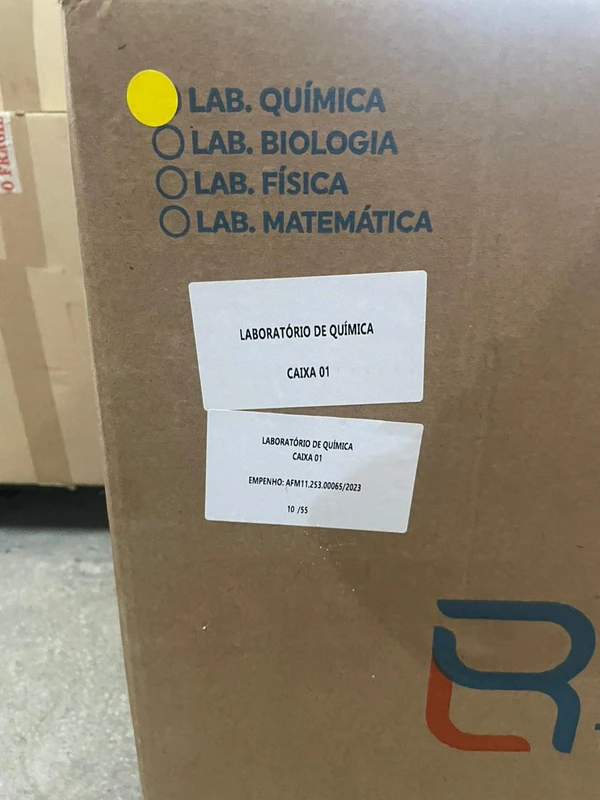 LAB. QUÍMICA
LAB. BIOLOGIA
LAB. FÍSICA
LAB. MATEMÁTICA
LABORATÓRIO DE QUÍMICA
CAIXA 01
LABORATÓRIO DE QUÍMICA
CAIXA 01
EMPENHO: AFM11.253.00065/2023
10 /55